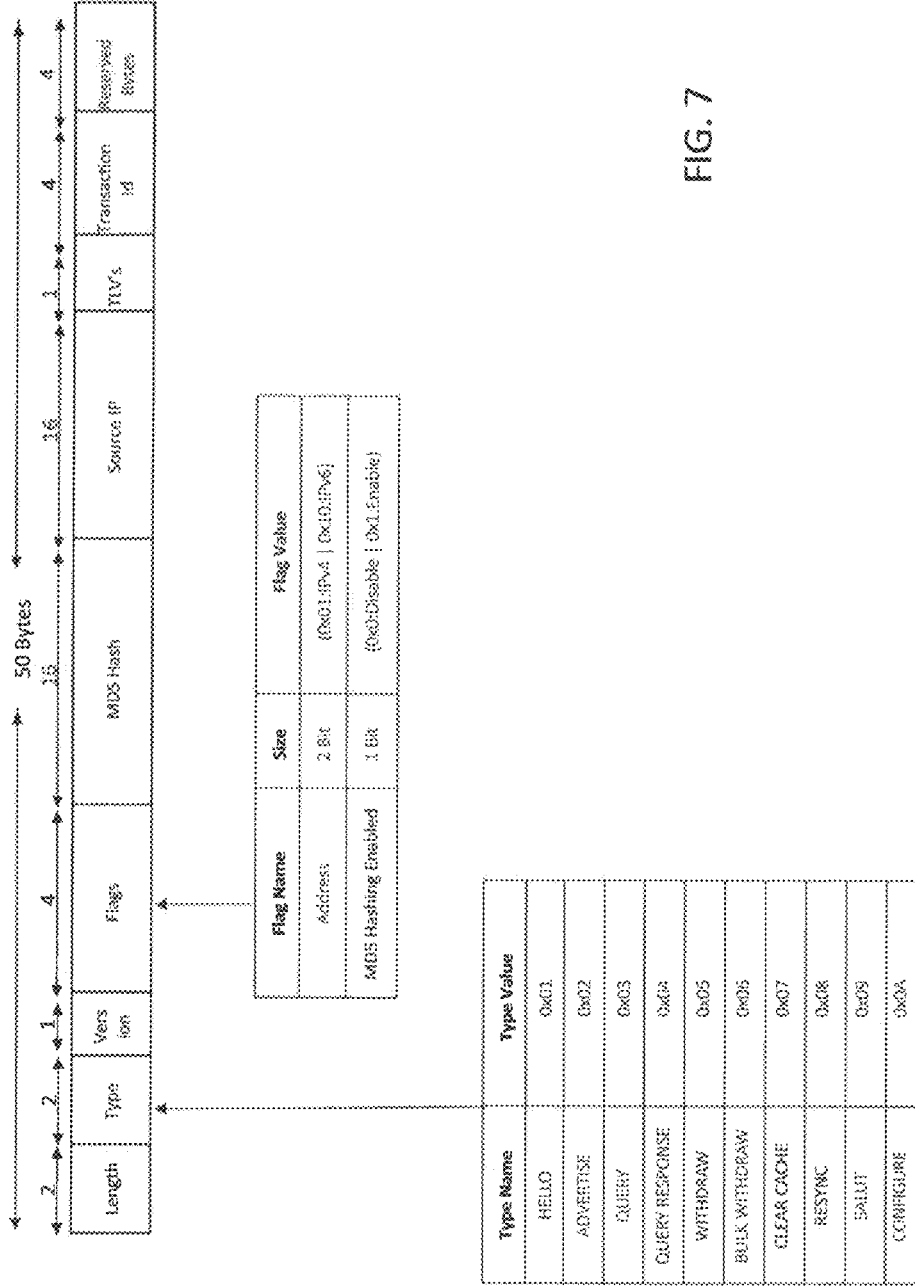 50 Bytes
2 2 1 4 16 16 1 4 4
Length Type Vers Flags MD5 Hash Source IP TLV's Transaction Reserved
ion Id Bytes
Flag Name Size Flag Value
Address 2 Bit (0x01:IPv4 | 0x10:IPv6)
MD5 Hashing Enabled 1 Bit (0x0:Disable | 0x1:Enable)
Type Name Type Value
HELLO 0x01
ADVERTISE 0x02
QUERY 0x03
QUERY RESPONSE 0x04
WITHDRAW 0x05
BULK WITHDRAW 0x06
CLEAR CACHE 0x07
RESYNC 0x08
SALUT 0x09
CONFIGURE 0x0A
FIG. 7